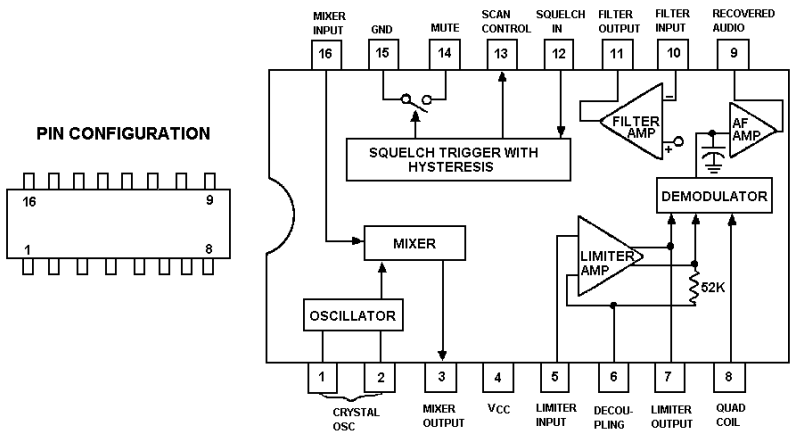 MIXER INPUT
GND
MUTE
SCAN CONTROL
SQUELCH IN
FILTER OUTPUT
FILTER INPUT
RECOVERED AUDIO
16 15 14 13 12 11 10 9
PIN CONFIGURATION
16 9
1 8
FILTER AMP
− +
AF AMP
SQUELCH TRIGGER WITH
HYSTERESIS
DEMODULATOR
MIXER
LIMITER
AMP
52K
OSCILLATOR
1 2 3 4 5 6 7 8
CRYSTAL
OSC
MIXER
OUTPUT
VCC
LIMITER
INPUT
DECOU-
PLING
LIMITER
OUTPUT
QUAD
COIL